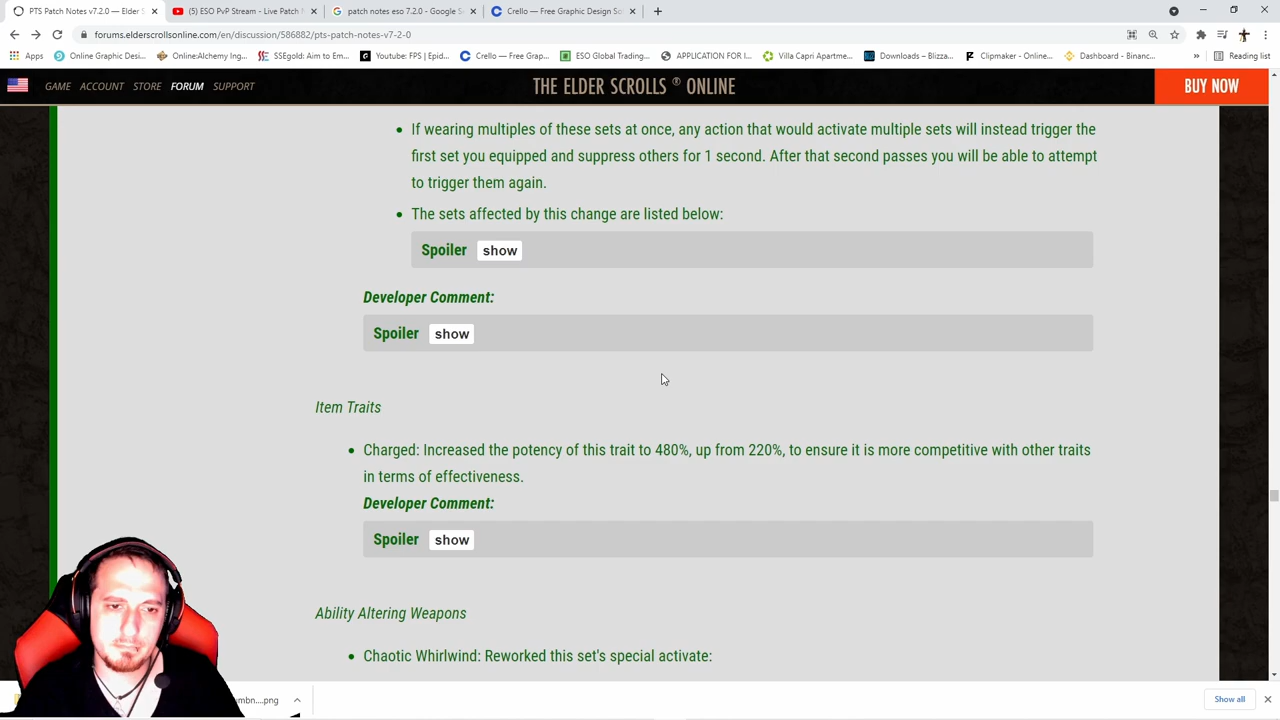 PTS Patch Notes v7.2.0 — Elder S
(5) ESO PvP Stream - Live Patch N
patch notes eso 7.2.0 - Google S
Crello — Free Graphic Design So
forums.elderscrollsonline.com/en/discussion/586882/pts-patch-notes-v7-2-0
Apps
Online Graphic Desi...
OnlineAlchemy Ing...
SSEgold: Aim to Em...
Youtube: FPS | Epid...
Crello — Free Grap...
ESO Global Trading...
APPLICATION FOR I...
Villa Capri Apartme...
Downloads – Blizza...
Clipmaker - Online...
Dashboard - Binanc...
»
Reading list
GAME ACCOUNT STORE FORUM SUPPORT
THE ELDER SCROLLS ® ONLINE
BUY NOW
If wearing multiples of these sets at once, any action that would activate multiple sets will instead trigger the
first set you equipped and suppress others for 1 second. After that second passes you will be able to attempt
to trigger them again.
The sets affected by this change are listed below:
Spoiler show
Developer Comment:
Spoiler show
Item Traits
Charged: Increased the potency of this trait to 480%, up from 220%, to ensure it is more competitive with other traits
in terms of effectiveness.
Developer Comment:
Spoiler show
Ability Altering Weapons
Chaotic Whirlwind: Reworked this set's special activate:
-mbn....png
Show all